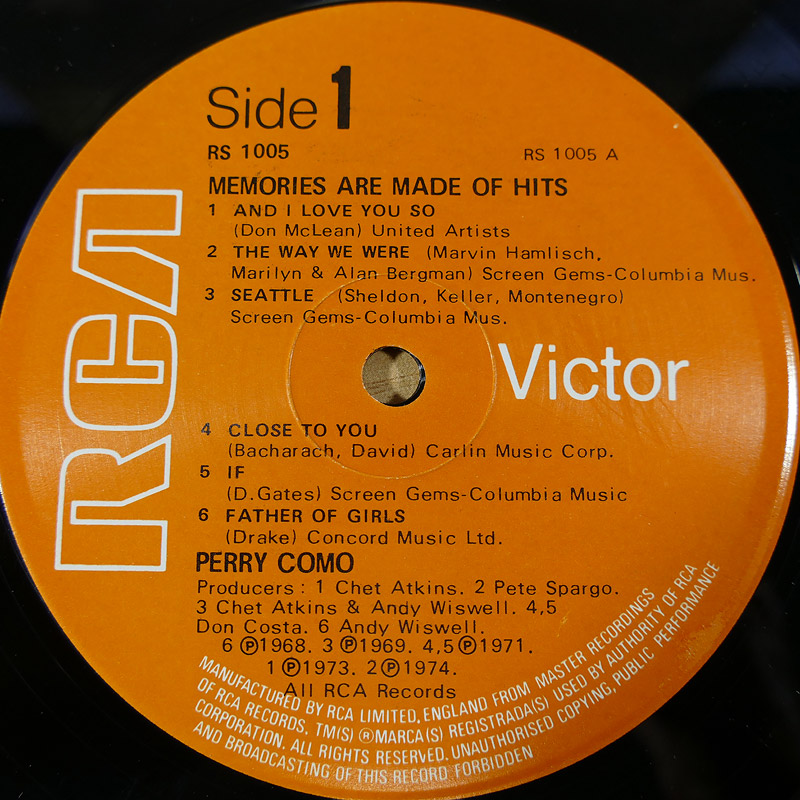 Side 1
RS 1005
RS 1005 A
MEMORIES ARE MADE OF HITS
1 AND I LOVE YOU SO
(Don McLean) United Artists
2 THE WAY WE WERE (Marvin Hamlisch,
Marilyn & Alan Bergman) Screen Gems-Columbia Mus.
3 SEATTLE (Sheldon, Keller, Montenegro)
Screen Gems-Columbia Mus.
RCA
Victor
4 CLOSE TO YOU
(Bacharach, David) Carlin Music Corp.
5 IF
(D.Gates) Screen Gems-Columbia Music
6 FATHER OF GIRLS
(Drake) Concord Music Ltd.
PERRY COMO
Producers : 1 Chet Atkins. 2 Pete Spargo.
3 Chet Atkins & Andy Wiswell. 4,5
Don Costa. 6 Andy Wiswell.
6 ℗1968. 3 ℗1969. 4,5℗1971.
1℗1973. 2℗1974.
All RCA Records
MANUFACTURED BY RCA LIMITED, ENGLAND FROM MASTER RECORDINGS
OF RCA RECORDS. TM(S) ® MARCA(S) REGISTRADA(S) USED BY AUTHORITY OF RCA
CORPORATION. ALL RIGHTS RESERVED. UNAUTHORISED COPYING, PUBLIC PERFORMANCE
AND BROADCASTING OF THIS RECORD FORBIDDEN